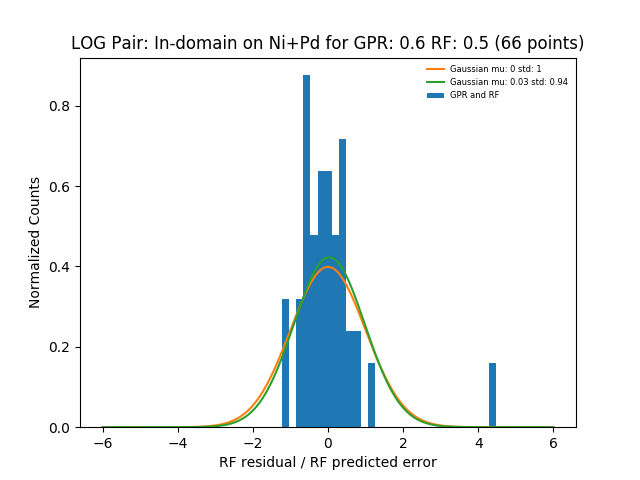 LOG Pair: In-domain on Ni+Pd for GPR: 0.6 RF: 0.5 (66 points)
Gaussian mu: 0 std: 1
Gaussian mu: 0.03 std: 0.94
GPR and RF
Normalized Counts
0.8
0.6
0.4
0.2
0.0
−6 −4 −2 0 2 4 6
RF residual / RF predicted error